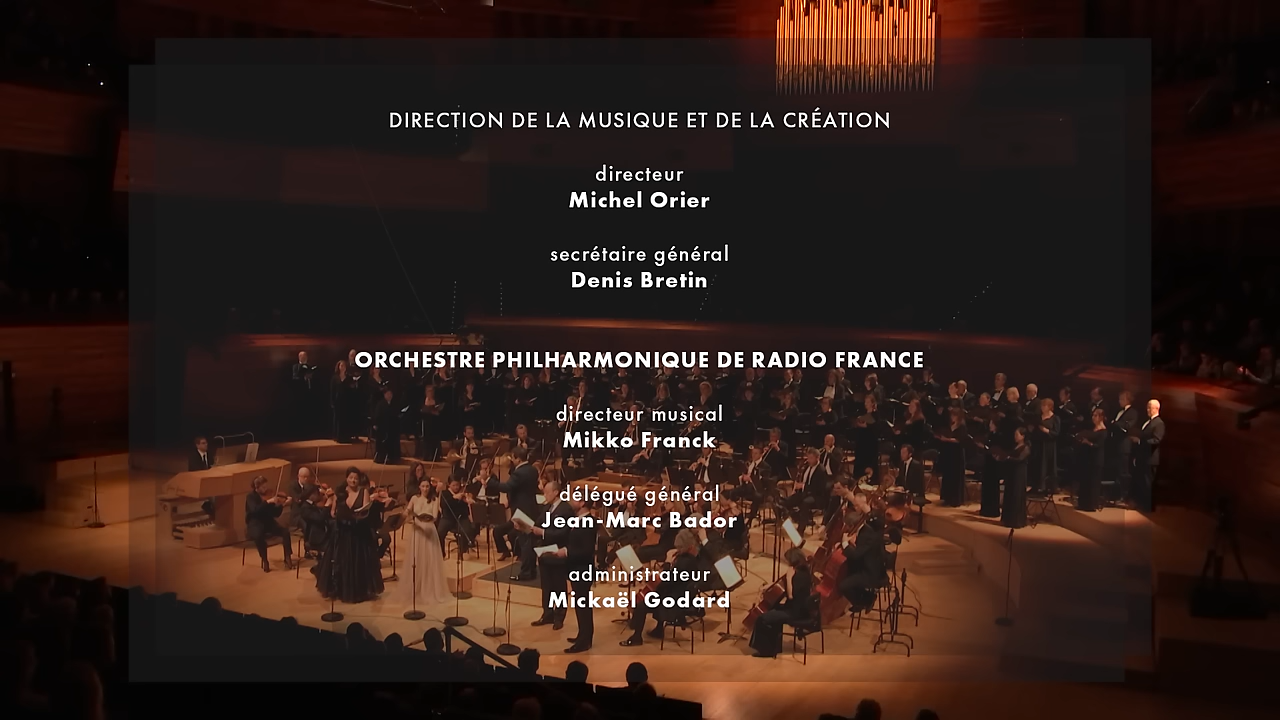 DIRECTION DE LA MUSIQUE ET DE LA CRÉATION
directeur
Michel Orier
secrétaire général
Denis Bretin
ORCHESTRE PHILHARMONIQUE DE RADIO FRANCE
directeur musical
Mikko Franck
délégué général
Jean-Marc Bador
administrateur
Mickaël Godard